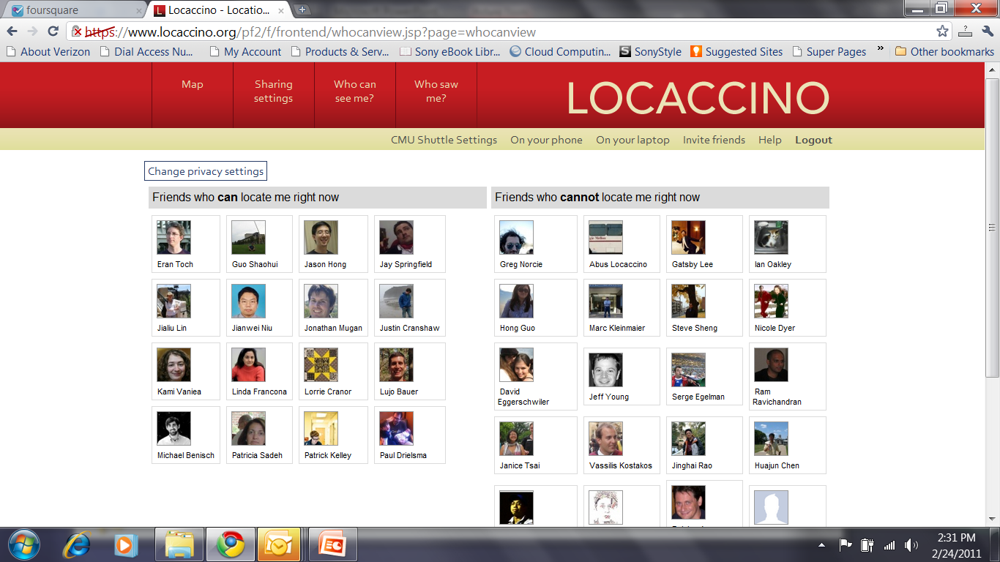 foursquare
Locaccino - Locatio...
https://www.locaccino.org/pf2/f/frontend/whocanview.jsp?page=whocanview
About Verizon Dial Access Nu... My Account Products & Serv... Sony eBook Libr... Cloud Computin... SonyStyle Suggested Sites Super Pages » Other bookmarks
Map
Sharing settings
Who can see me?
Who saw me?
LOCACCINO
CMU Shuttle Settings On your phone On your laptop Invite friends Help Logout
Change privacy settings
Friends who can locate me right now
Eran Toch Guo Shaohui Jason Hong Jay Springfield
Jialiu Lin Jianwei Niu Jonathan Mugan Justin Cranshaw
Kami Vaniea Linda Francona Lorrie Cranor Lujo Bauer
Michael Benisch Patricia Sadeh Patrick Kelley Paul Drielsma
Friends who cannot locate me right now
Greg Norcie Abus Locaccino Gatsby Lee Ian Oakley
gie Mellon
Hong Guo Marc Kleinmaier Steve Sheng Nicole Dyer
David Eggerschwiler Jeff Young Serge Egelman Ram Ravichandran
Janice Tsai Vassilis Kostakos Jinghai Rao Huajun Chen
2:31 PM
2/24/2011